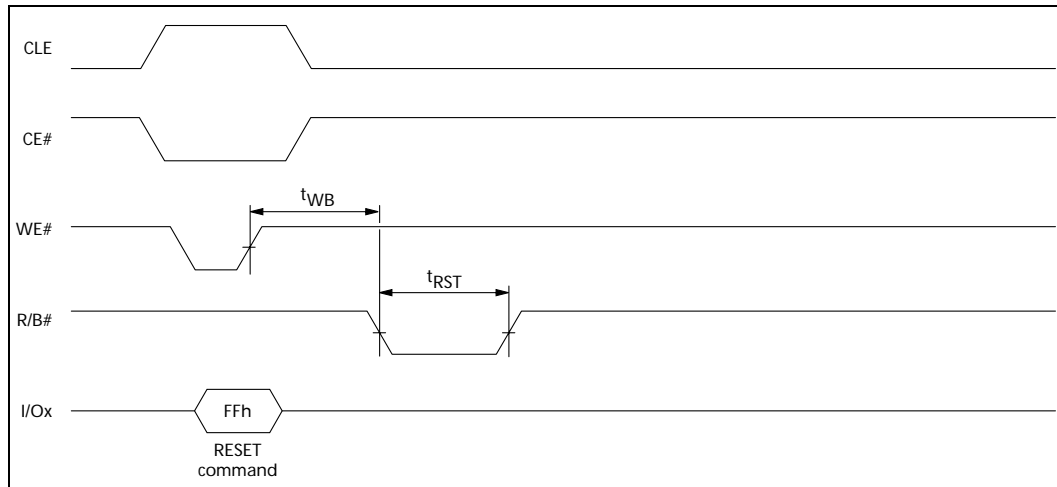 CLE
CE#
tWB
WE#
tRST
R/B#
I/Ox
FFh
RESET
command